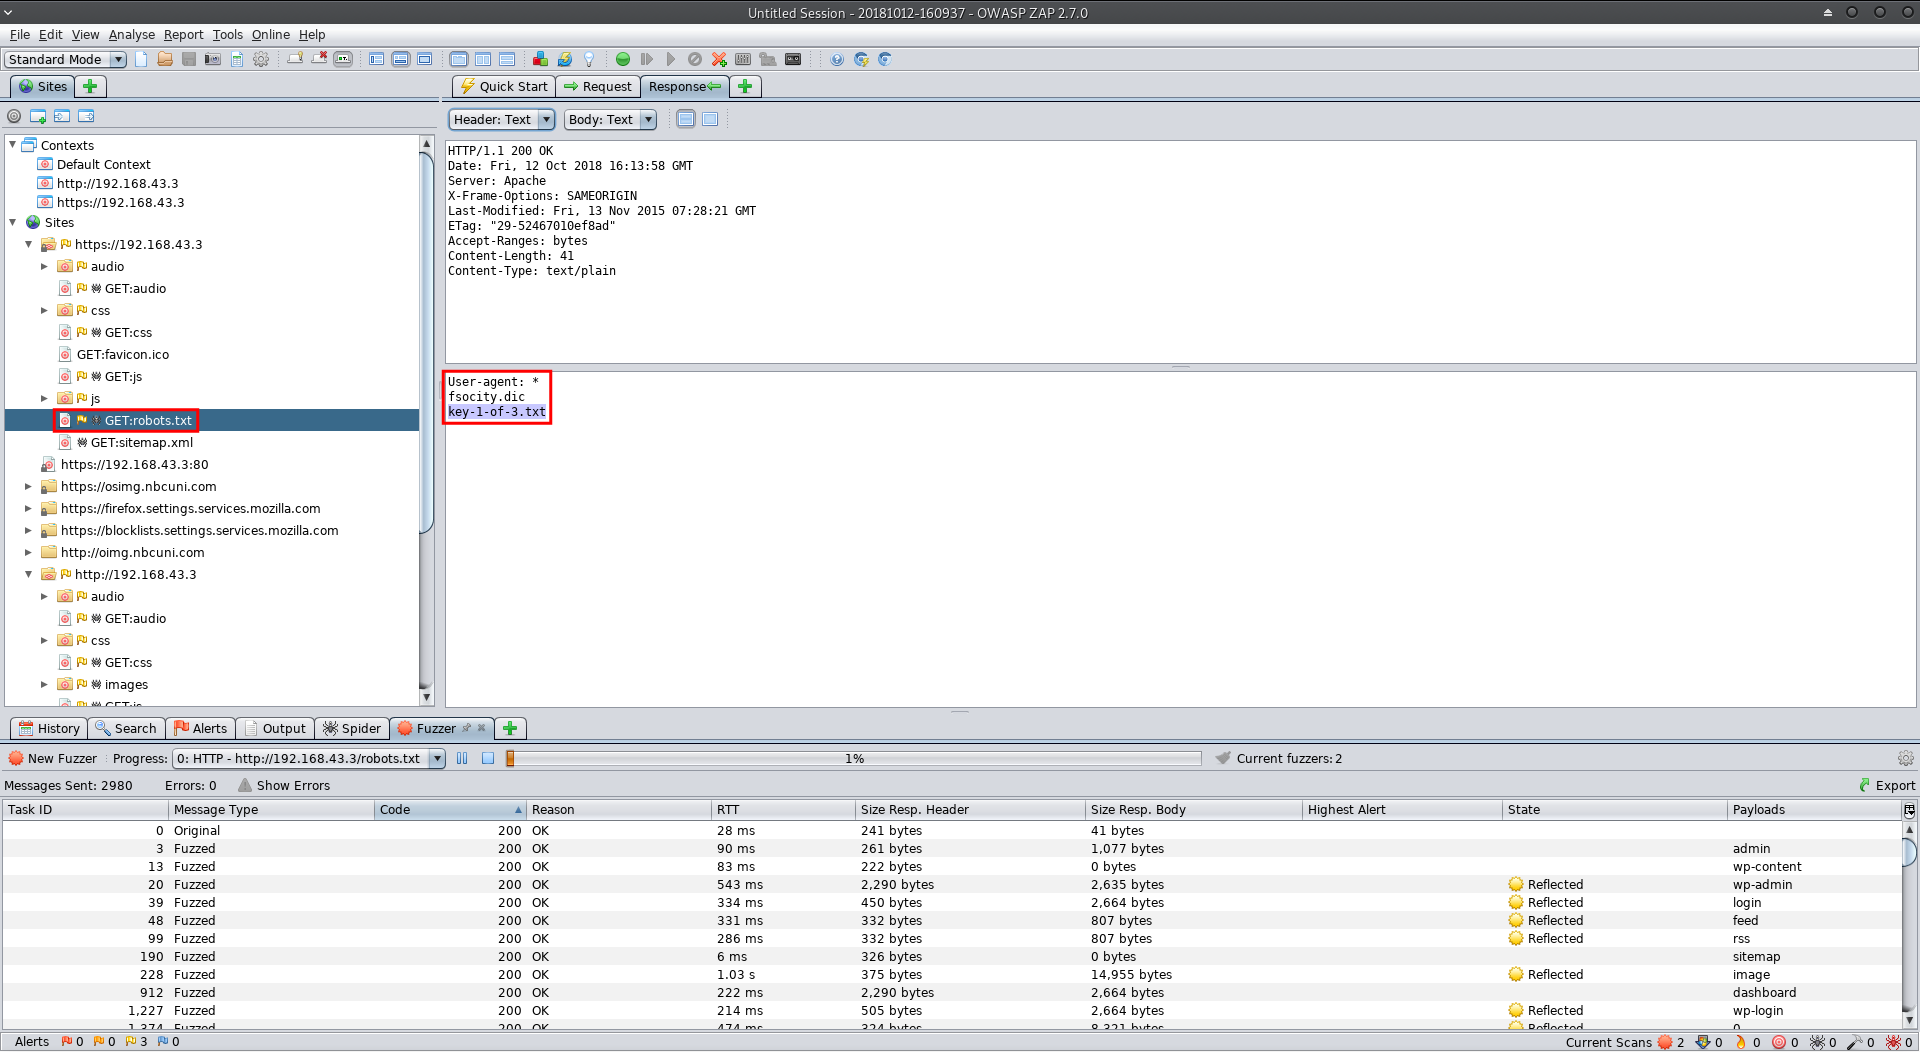 Untitled Session - 20181012-160937 - OWASP ZAP 2.7.0
File Edit View Analyse Report Tools Online Help
Standard Mode
Sites
Quick Start Request Response
Header: Text Body: Text
Contexts
Default Context
http://192.168.43.3
https://192.168.43.3
Sites
https://192.168.43.3
audio
GET:audio
css
GET:css
GET:favicon.ico
GET:js
js
GET:robots.txt
GET:sitemap.xml
https://192.168.43.3:80
https://osimg.nbcuni.com
https://firefox.settings.services.mozilla.com
https://blocklists.settings.services.mozilla.com
http://oimg.nbcuni.com
http://192.168.43.3
audio
GET:audio
css
GET:css
images
GET:js
HTTP/1.1 200 OK
Date: Fri, 12 Oct 2018 16:13:58 GMT
Server: Apache
X-Frame-Options: SAMEORIGIN
Last-Modified: Fri, 13 Nov 2015 07:28:21 GMT
ETag: "29-52467010ef8ad"
Accept-Ranges: bytes
Content-Length: 41
Content-Type: text/plain
User-agent: *
fsocity.dic
key-1-of-3.txt
History Search Alerts Output Spider Fuzzer
New Fuzzer Progress: 0: HTTP - http://192.168.43.3/robots.txt 1% Current fuzzers: 2
Messages Sent: 2980 Errors: 0 Show Errors Export
Task ID Message Type Code Reason RTT Size Resp. Header Size Resp. Body Highest Alert State Payloads
0 Original 200 OK 28 ms 241 bytes 41 bytes
3 Fuzzed 200 OK 90 ms 261 bytes 1,077 bytes admin
13 Fuzzed 200 OK 83 ms 222 bytes 0 bytes wp-content
20 Fuzzed 200 OK 543 ms 2,290 bytes 2,635 bytes Reflected wp-admin
39 Fuzzed 200 OK 334 ms 450 bytes 2,664 bytes Reflected login
48 Fuzzed 200 OK 331 ms 332 bytes 807 bytes Reflected feed
99 Fuzzed 200 OK 286 ms 332 bytes 807 bytes Reflected rss
190 Fuzzed 200 OK 6 ms 326 bytes 0 bytes sitemap
228 Fuzzed 200 OK 1.03 s 375 bytes 14,955 bytes Reflected image
912 Fuzzed 200 OK 222 ms 2,290 bytes 2,664 bytes dashboard
1,227 Fuzzed 200 OK 214 ms 505 bytes 2,664 bytes Reflected wp-login
1,374 Fuzzed 200 OK 474 ms 324 bytes 8,321 bytes Reflected 0
Alerts 0 0 3 0 Current Scans 2 0 0 0 0 0 0